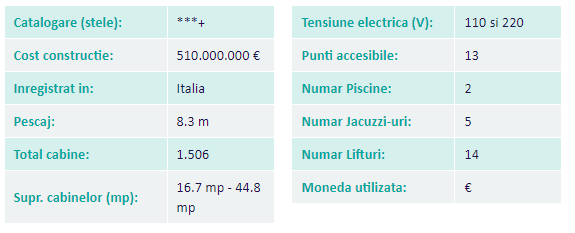 Catalogare (stele): ***+
Cost constructie: 510.000.000 €
Inregistrat in: Italia
Pescaj: 8.3 m
Total cabine: 1.506
Supr. cabinelor (mp): 16.7 mp - 44.8
mp
Tensiune electrica (V): 110 si 220
Punti accesibile: 13
Numar Piscine: 2
Numar Jacuzzi-uri: 5
Numar Lifturi: 14
Moneda utilizata: €